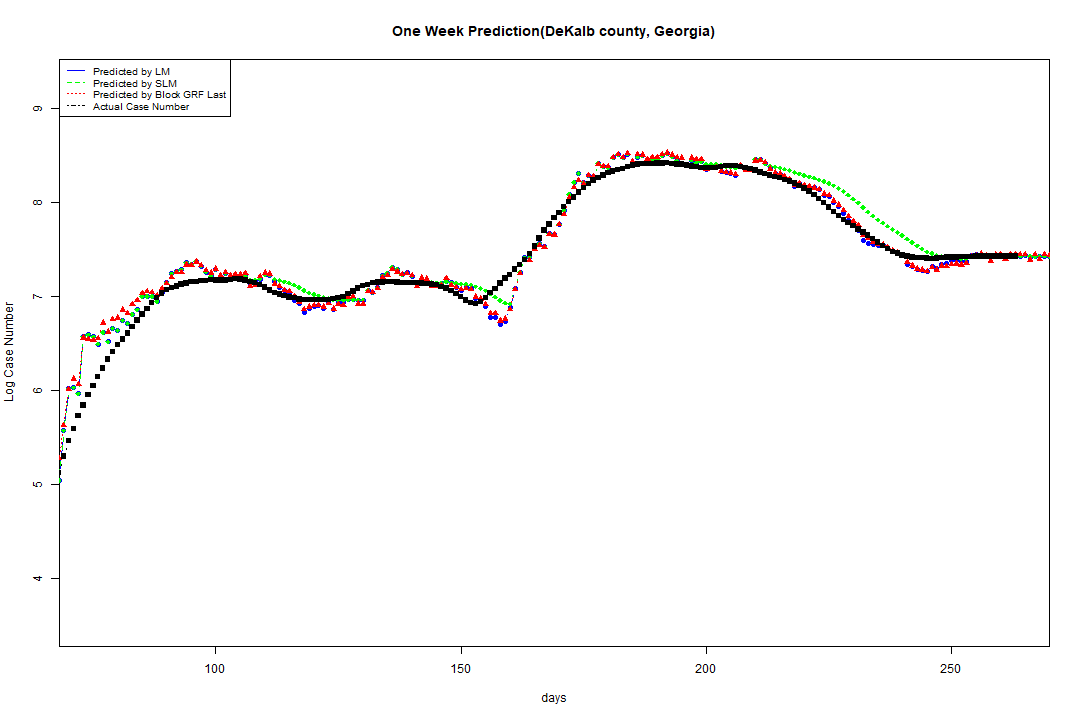 One Week Prediction(DeKalb county, Georgia)
Predicted by LM
Predicted by SLM
Predicted by Block GRF Last
Actual Case Number
9
8
7
6
5
4
Log Case Number
100 150 200 250
days